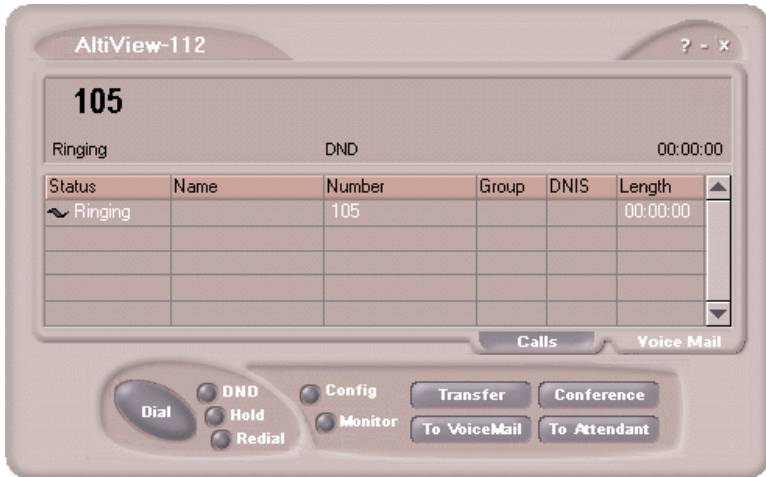 AltiView-112 ? - x
105
Ringing DND 00:00:00
Status Name Number Group DNIS Length
Ringing 105 00:00:00
Calls Voice Mail
Dial
DND
Hold
Redial
Config
Monitor
Transfer Conference
To VoiceMail To Attendant